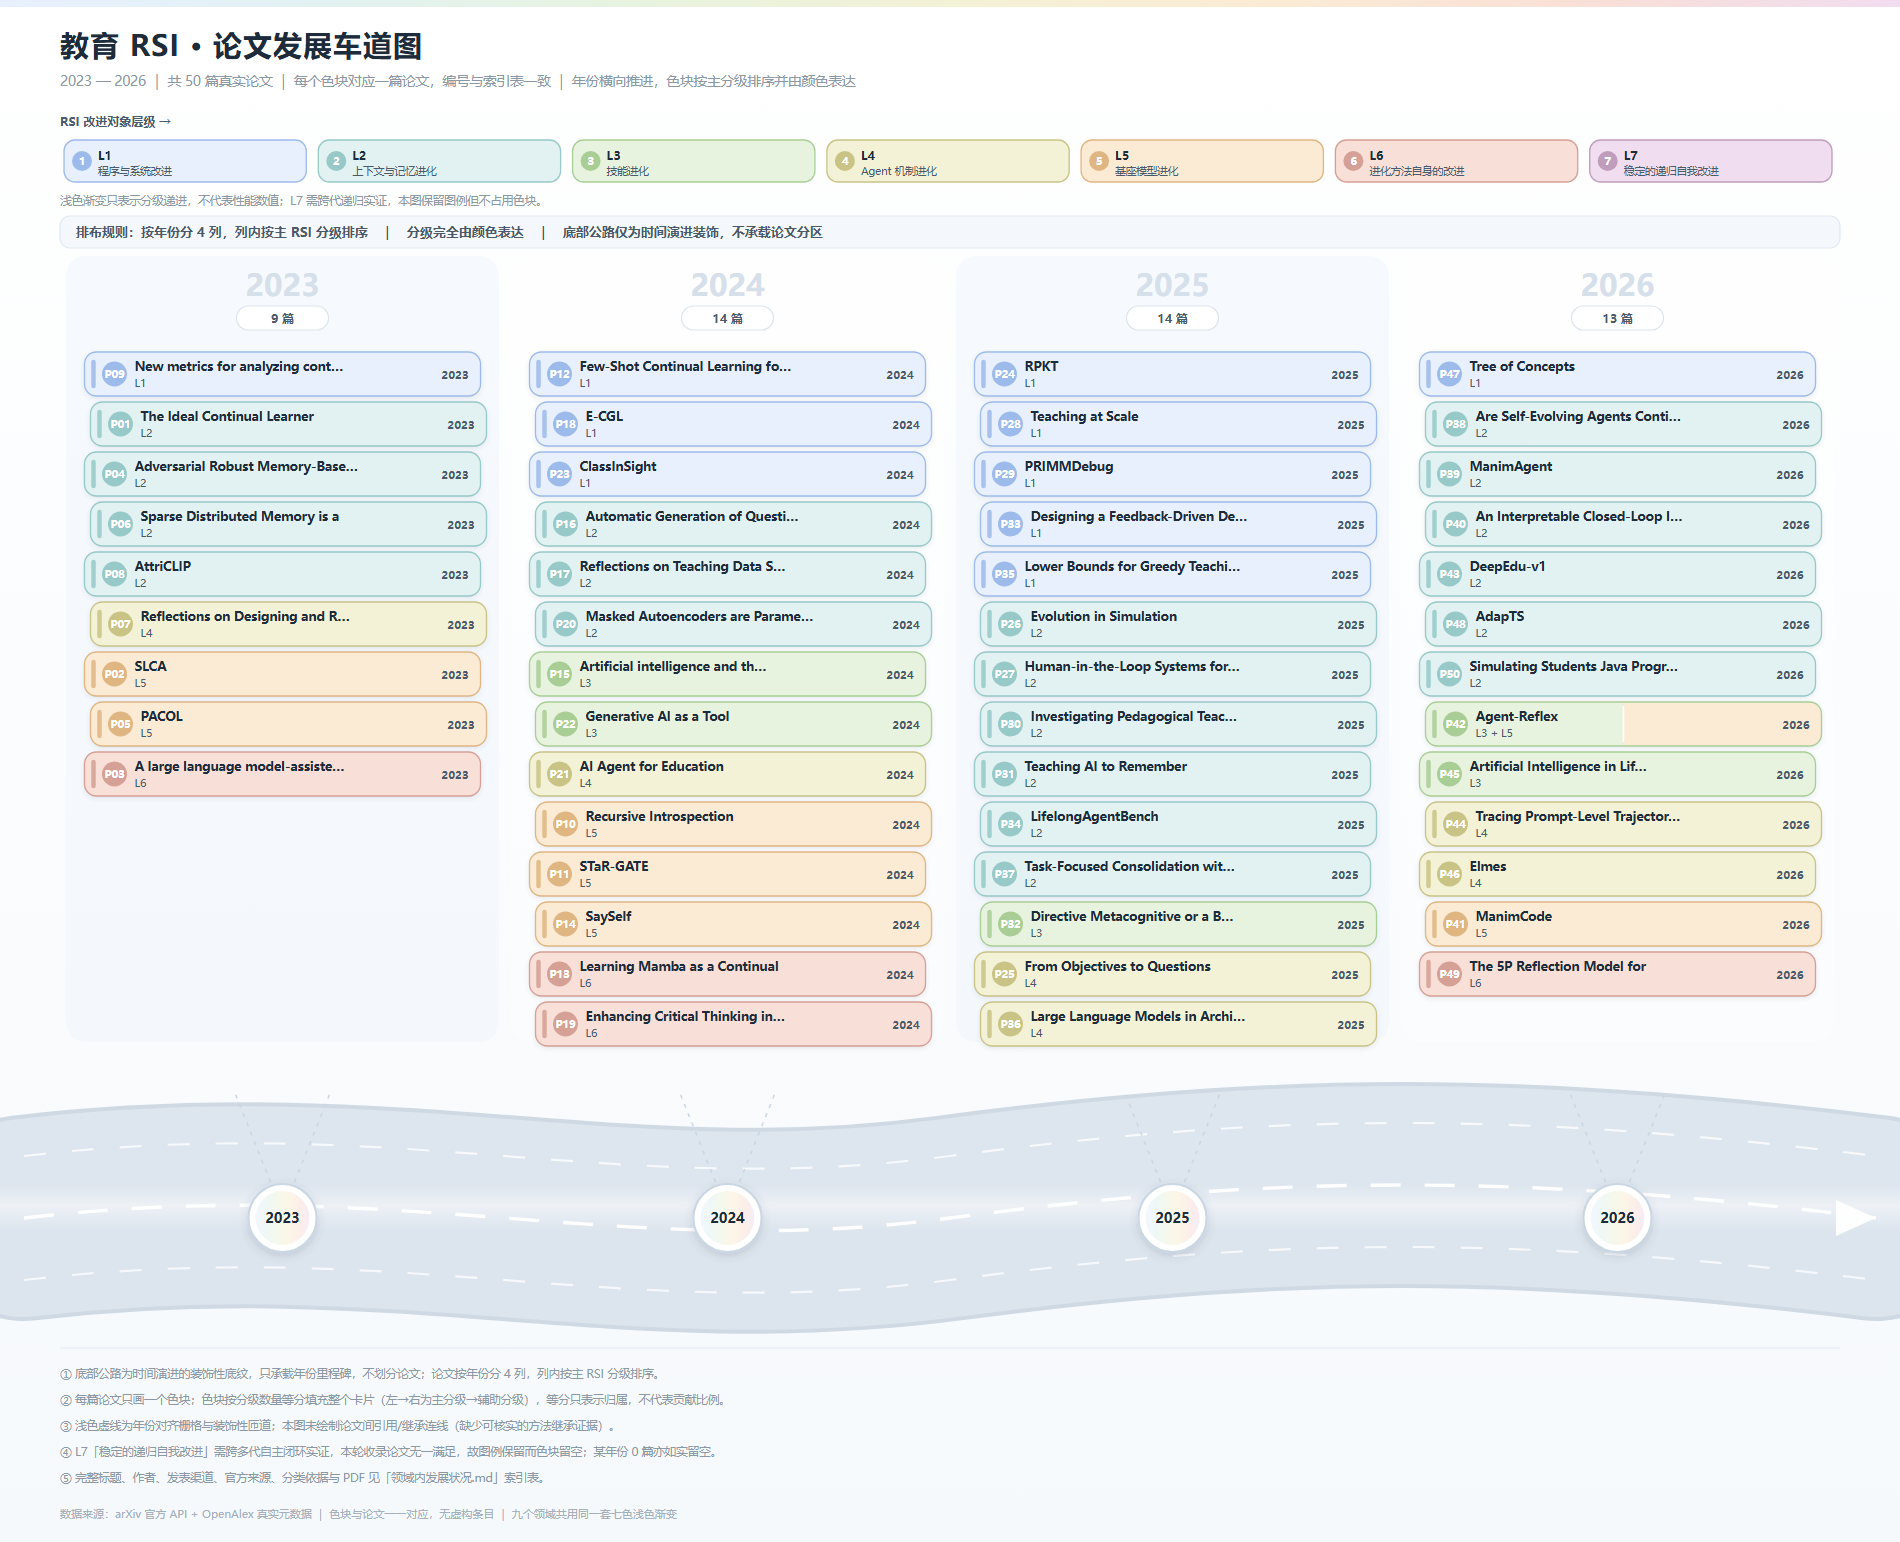 教育 RSI • 论文发展车道图
2023 — 2026 | 共 50 篇真实论文 | 每个色块对应一篇论文，编号与索引表一致 | 年份横向推进，色块按主分级排序并由颜色表达
RSI 改进对象层级 →
1 L1
程序与系统改进
2 L2
上下文与记忆进化
3 L3
技能进化
4 L4
Agent 机制进化
5 L5
基座模型进化
6 L6
进化方法自身的改进
7 L7
稳定的递归自我改进
浅色渐变只表示分级递进，不代表性能数值；L7 需跨代递归实证，本图保留图例但不占用色块。
排布规则：按年份分 4 列，列内按主 RSI 分级排序 | 分级完全由颜色表达 | 底部公路仅为时间演进装饰，不承载论文分区
2023
9 篇
P09 New metrics for analyzing cont... 2023
L1
P01 The Ideal Continual Learner 2023
L2
P04 Adversarial Robust Memory-Base... 2023
L2
P06 Sparse Distributed Memory is a 2023
L2
P08 AttriCLIP 2023
L2
P07 Reflections on Designing and R... 2023
L4
P02 SLCA 2023
L5
P05 PACOL 2023
L5
P03 A large language model-assiste... 2023
L6
2024
14 篇
P12 Few-Shot Continual Learning fo... 2024
L1
P18 E-CGL 2024
L1
P23 ClassInSight 2024
L1
P16 Automatic Generation of Questi... 2024
L2
P17 Reflections on Teaching Data S... 2024
L2
P20 Masked Autoencoders are Parame... 2024
L2
P15 Artificial intelligence and th... 2024
L3
P22 Generative AI as a Tool 2024
L3
P21 AI Agent for Education 2024
L4
P10 Recursive Introspection 2024
L5
P11 STaR-GATE 2024
L5
P14 SaySelf 2024
L5
P13 Learning Mamba as a Continual 2024
L6
P19 Enhancing Critical Thinking in... 2024
L6
2025
14 篇
P24 RPKT 2025
L1
P28 Teaching at Scale 2025
L1
P29 PRIMMDebug 2025
L1
P33 Designing a Feedback-Driven De... 2025
L1
P35 Lower Bounds for Greedy Teachi... 2025
L1
P26 Evolution in Simulation 2025
L2
P27 Human-in-the-Loop Systems for... 2025
L2
P30 Investigating Pedagogical Teac... 2025
L2
P31 Teaching AI to Remember 2025
L2
P34 LifelongAgentBench 2025
L2
P37 Task-Focused Consolidation wit... 2025
L2
P32 Directive Metacognitive or a B... 2025
L3
P25 From Objectives to Questions 2025
L4
P36 Large Language Models in Archi... 2025
L4
2026
13 篇
P47 Tree of Concepts 2026
L1
P38 Are Self-Evolving Agents Conti... 2026
L2
P39 ManimAgent 2026
L2
P40 An Interpretable Closed-Loop I... 2026
L2
P43 DeepEdu-v1 2026
L2
P48 AdapTS 2026
L2
P50 Simulating Students Java Progr... 2026
L2
P42 Agent-Reflex 2026
L3 + L5
P45 Artificial Intelligence in Lif... 2026
L3
P44 Tracing Prompt-Level Trajector... 2026
L4
P46 Elmes 2026
L4
P41 ManimCode 2026
L5
P49 The 5P Reflection Model for 2026
L6
2023 2024 2025 2026
① 底部公路为时间演进的装饰性底纹，只承载年份里程碑，不划分论文；论文按年份分 4 列，列内按主 RSI 分级排序。
② 每篇论文只画一个色块；色块按分级数量等分填充整个卡片（左→右为主分级→辅助分级），等分只表示归属，不代表贡献比例。
③ 浅色虚线为年份对齐栅格与装饰性匝道；本图未绘制论文间引用/继承连线（缺少可核实的方法继承证据）。
④ L7「稳定的递归自我改进」需跨多代自主闭环实证，本轮收录论文无一满足，故图例保留而色块留空；某年份 0 篇亦如实留空。
⑤ 完整标题、作者、发表渠道、官方来源、分类依据与 PDF 见「领域内发展状况.md」索引表。
数据来源：arXiv 官方 API + OpenAlex 真实元数据 | 色块与论文一一对应，无虚构条目 | 九个领域共用同一套七色浅色渐变